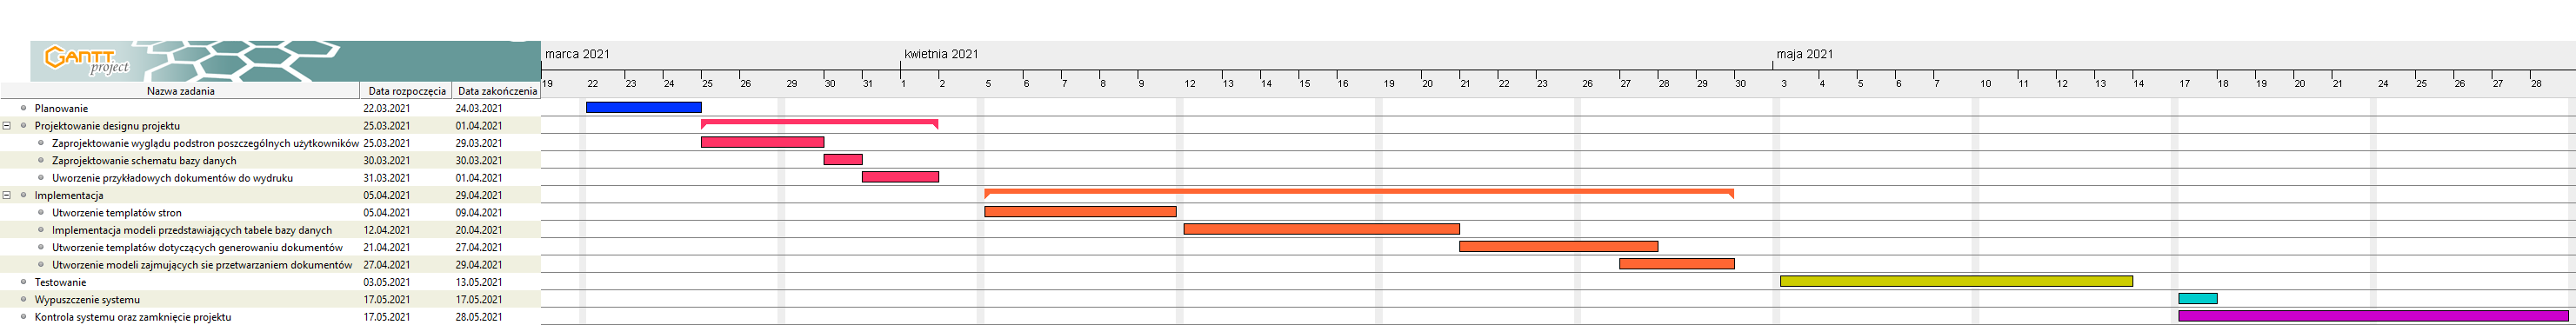 marca 2021 kwietnia 2021 maja 2021
GANTT
project
19 22 23 24 25 26 29 30 31 1 2 5 6 7 8 9 12 13 14 15 16 19 20 21 22 23 26 27 28 29 30 3 4 5 6 7 10 11 12 13 14 17 18 19 20 21 24 25 26 27 28
Nazwa zadania Data rozpoczęcia Data zakończenia
Planowanie 22.03.2021 24.03.2021
Projektowanie designu projektu 25.03.2021 01.04.2021
Zaprojektowanie wyglądu podstron poszczególnych użytkowników 25.03.2021 29.03.2021
Zaprojektowanie schematu bazy danych 30.03.2021 30.03.2021
Uworzenie przykładowych dokumentów do wydruku 31.03.2021 01.04.2021
Implementacja 05.04.2021 29.04.2021
Utworzenie templatów stron 05.04.2021 09.04.2021
Implementacja modeli przedstawiających tabele bazy danych 12.04.2021 20.04.2021
Utworzenie templatów dotyczących generowaniu dokumentów 21.04.2021 27.04.2021
Utworzenie modeli zajmujących sie przetwarzaniem dokumentów 27.04.2021 29.04.2021
Testowanie 03.05.2021 13.05.2021
Wypuszczenie systemu 17.05.2021 17.05.2021
Kontrola systemu oraz zamknięcie projektu 17.05.2021 28.05.2021